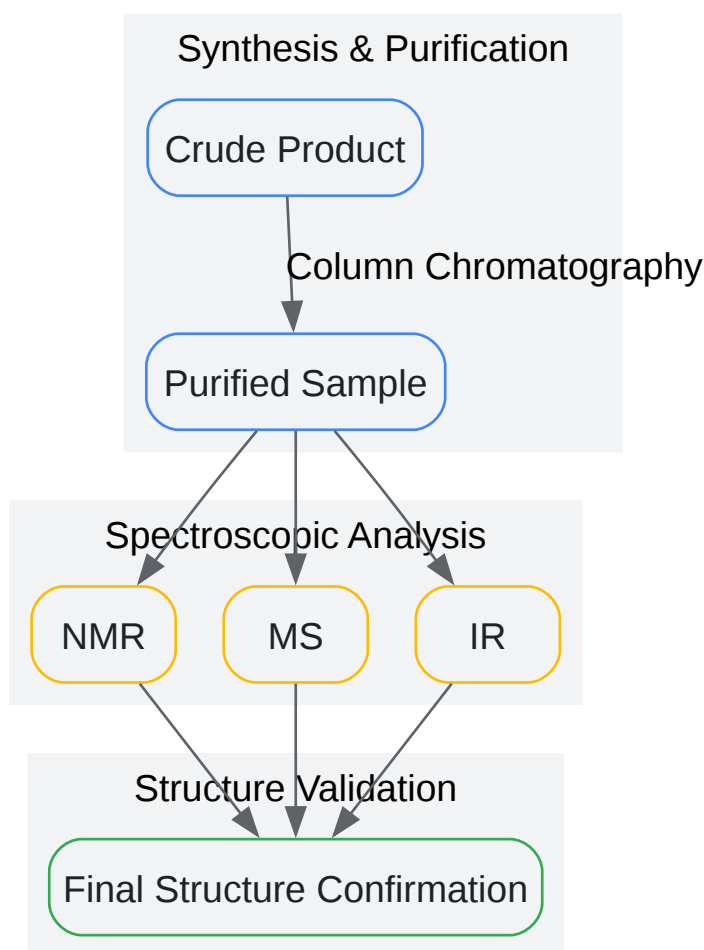 Synthesis & Purification
Crude Product
Column Chromatography
Purified Sample
Spectroscopic Analysis
NMR
MS
IR
Structure Validation
Final Structure Confirmation